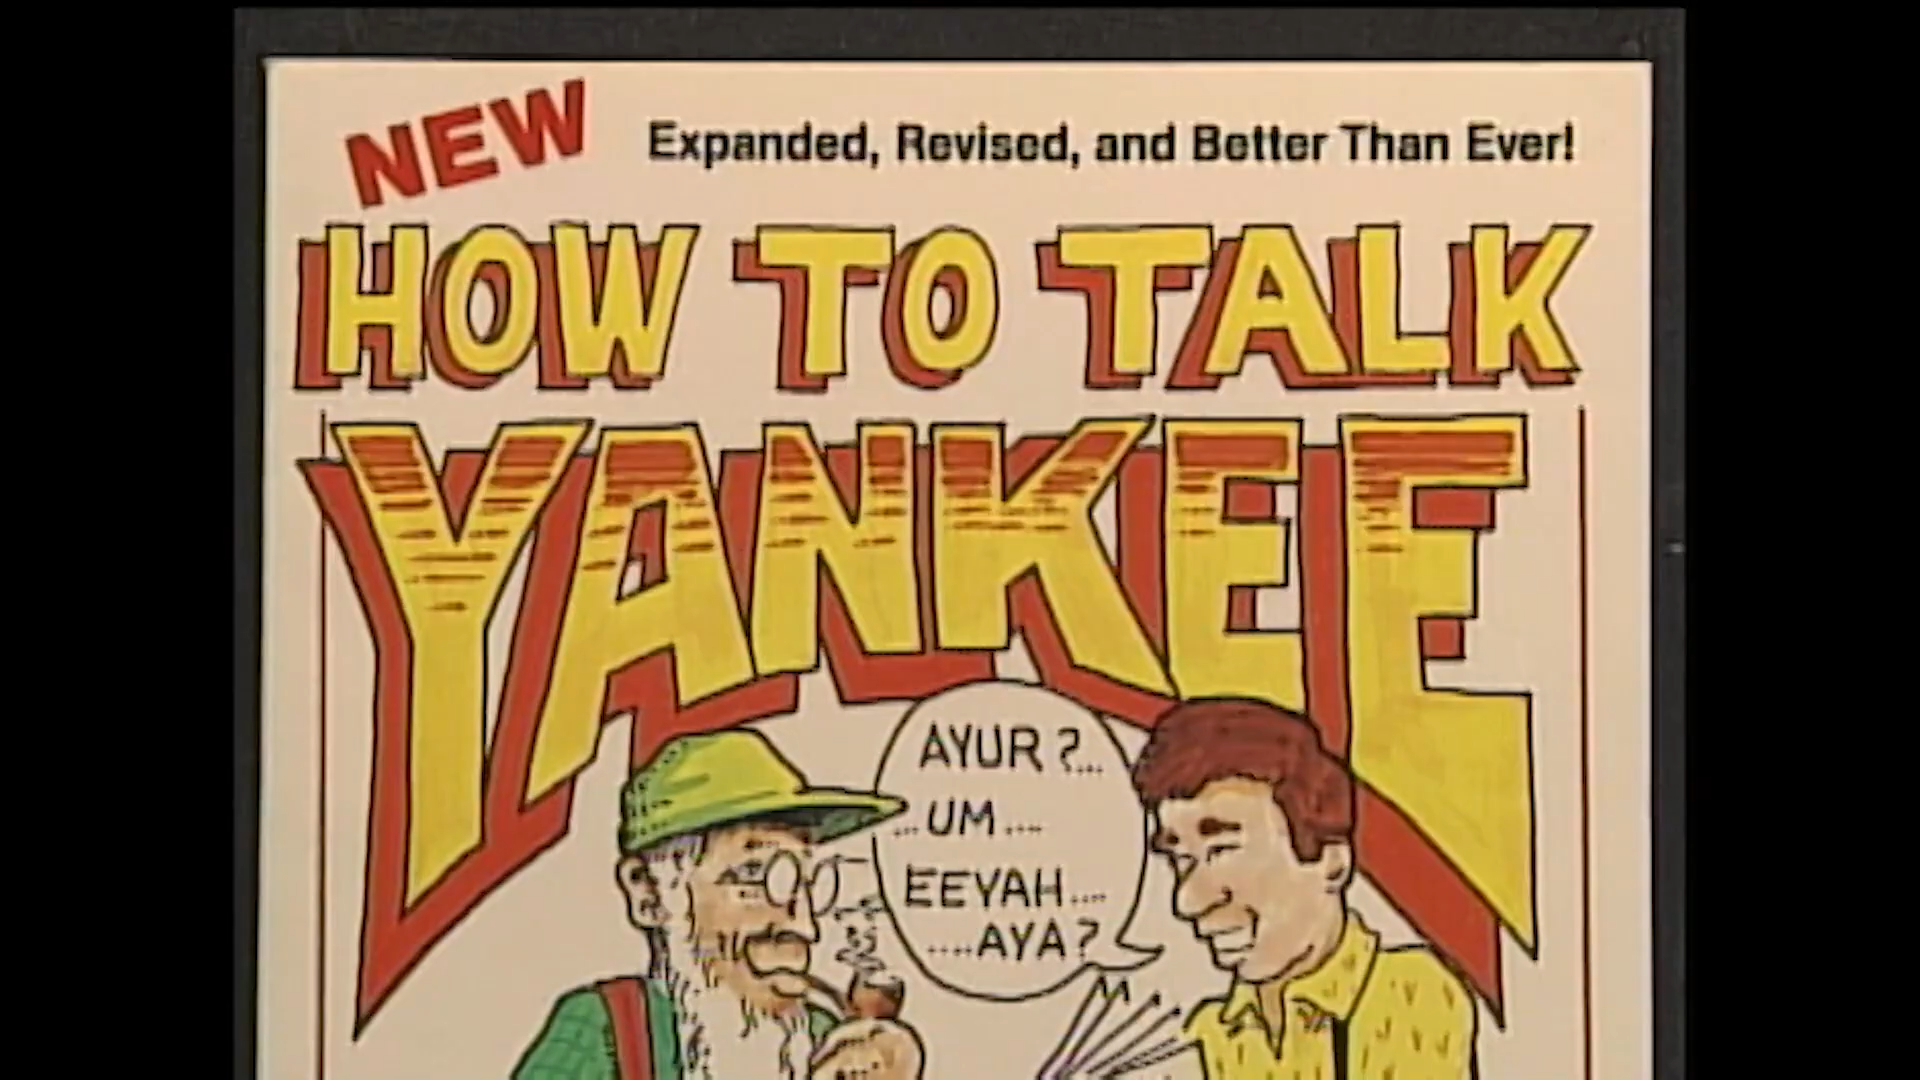 NEW
Expanded, Revised, and Better Than Ever!
HOW TO TALK
YANKEE
AYUR?...
...UM....
EEYAH....
....AYA?